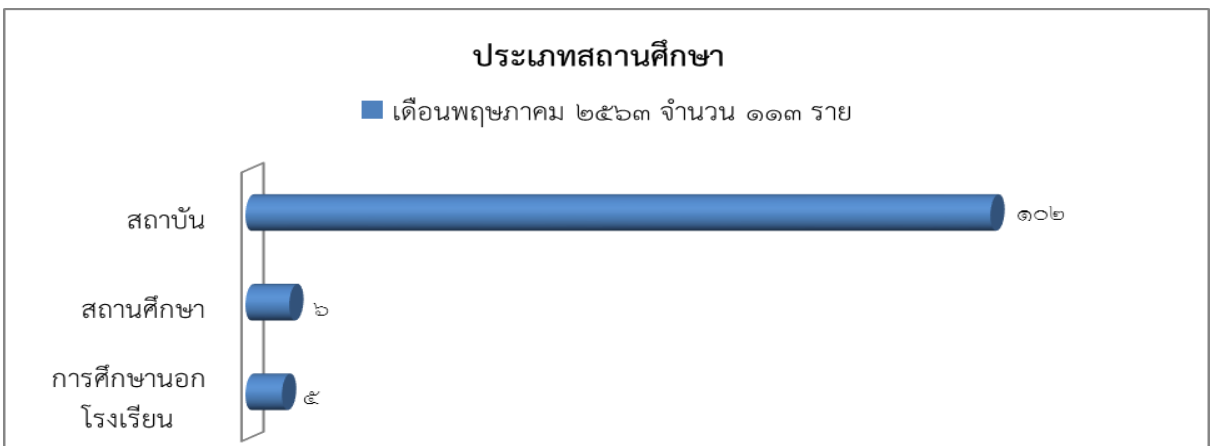 ประเภทสถานศึกษา
เดือนพฤษภาคม ๒๕๖๓ จำนวน ๑๑๓ ราย
สถาบัน
๑๐๒
สถานศึกษา
๖
การศึกษานอก
โรงเรียน
๕